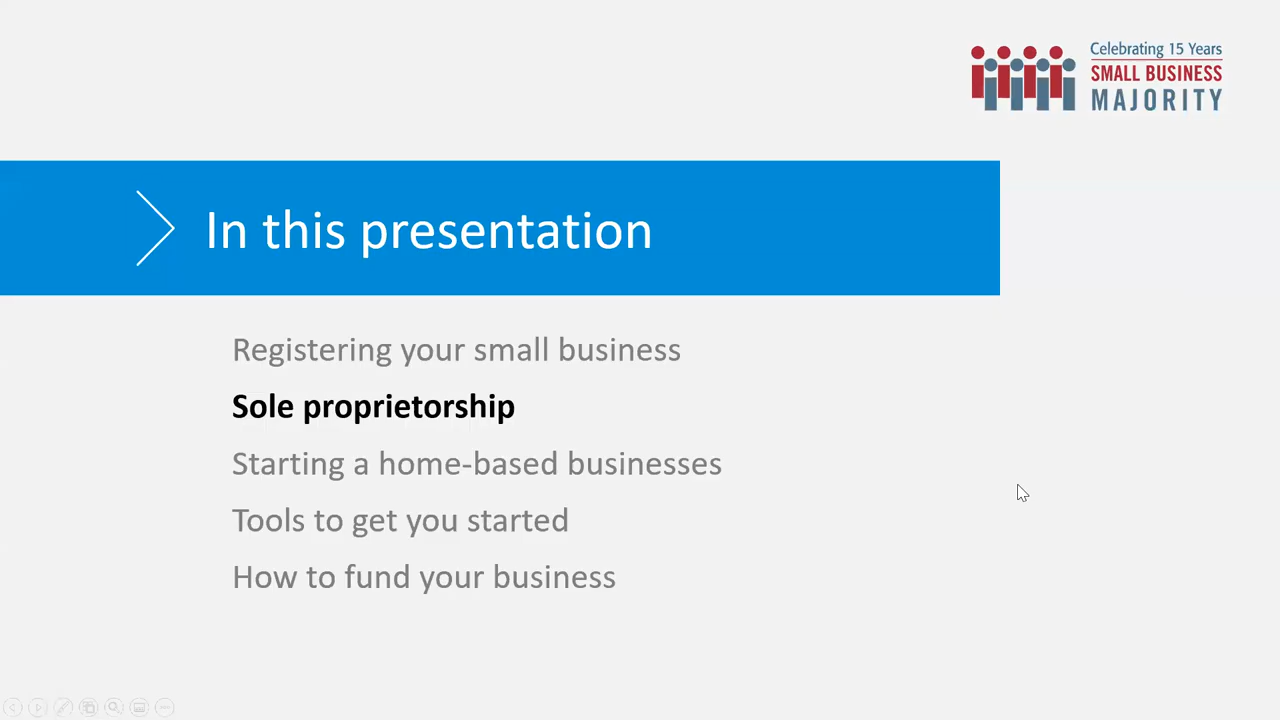 Celebrating 15 Years
SMALL BUSINESS
MAJORITY
In this presentation
Registering your small business
Sole proprietorship
Starting a home-based businesses
Tools to get you started
How to fund your business